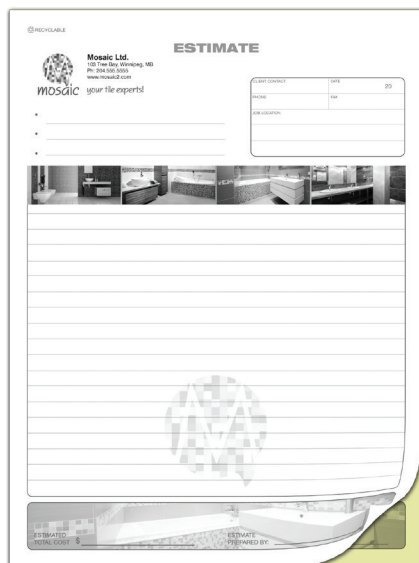 RECYCLABLE
ESTIMATE
Mosaic Ltd.
103 Tree Bay, Winnipeg, MB
Ph: 204.555.5555
www.mosaic2.com
mosaic your tile experts!
CLIENT CONTACT DATE 20
PHONE FAX
JOB LOCATION
ESTIMATED TOTAL COST $
ESTIMATE PREPARED BY: